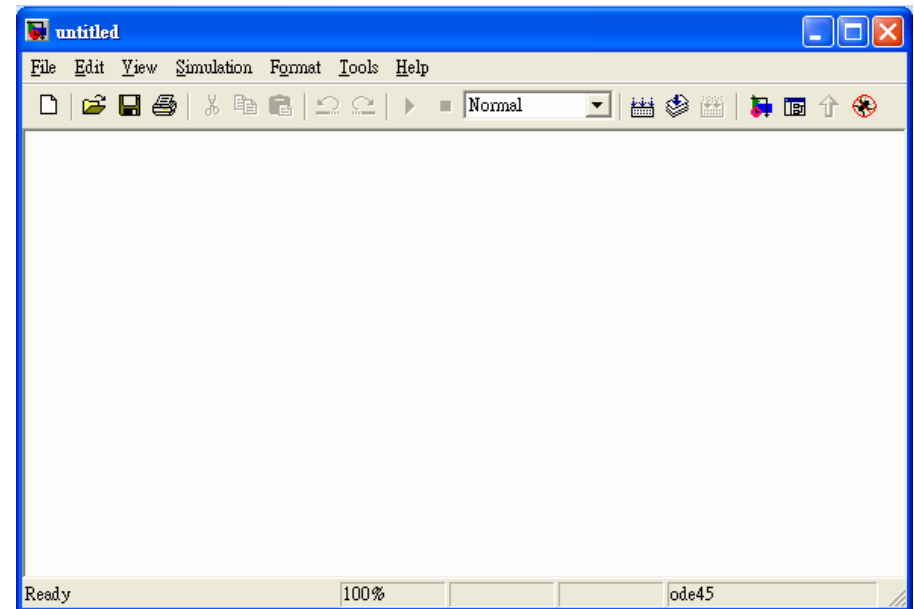 untitled
File Edit View Simulation Format Tools Help
Normal
Ready 100% ode45